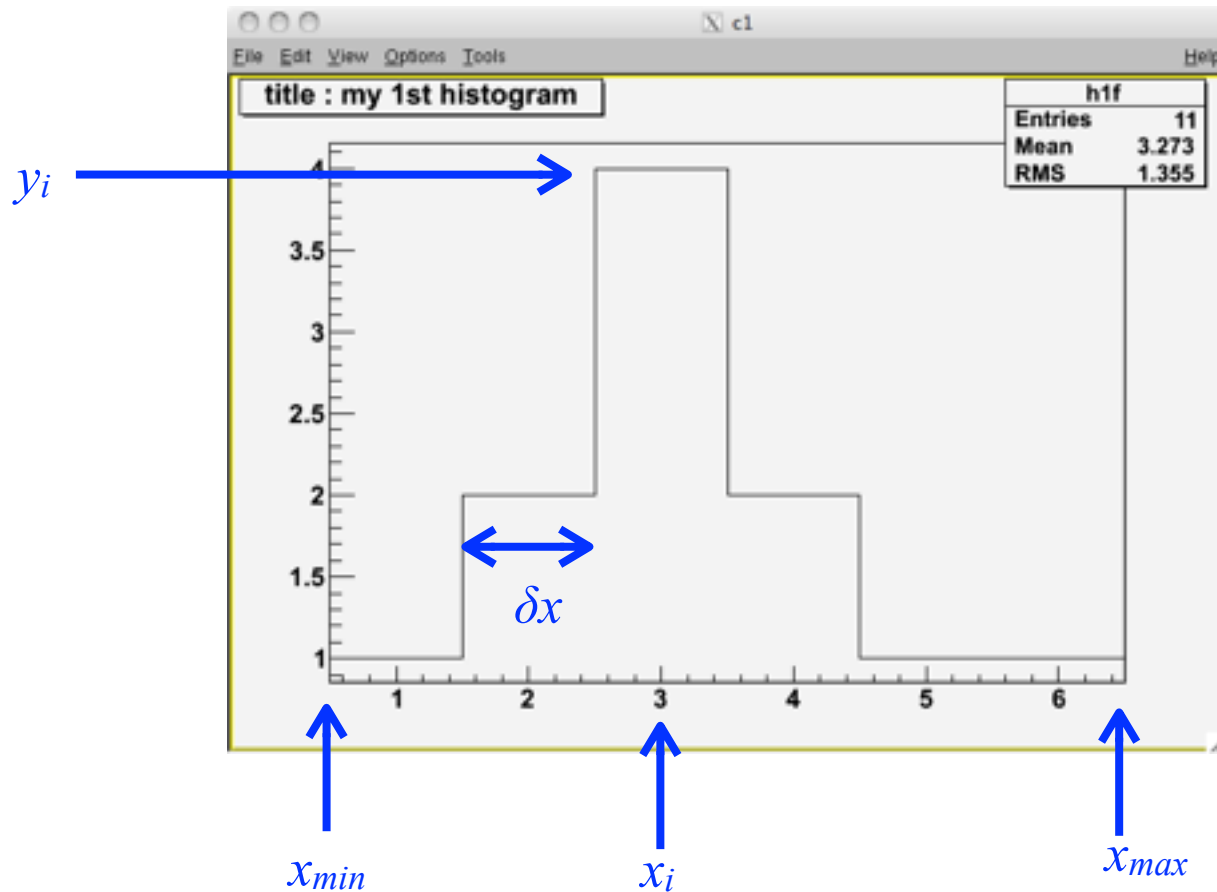 c1
File Edit View Options Tools Help
title : my 1st histogram
h1f
Entries 11
Mean 3.273
RMS 1.355
yi
4
3.5
3
2.5
2
1.5
1
δx
1 2 3 4 5 6
xmin xi xmax